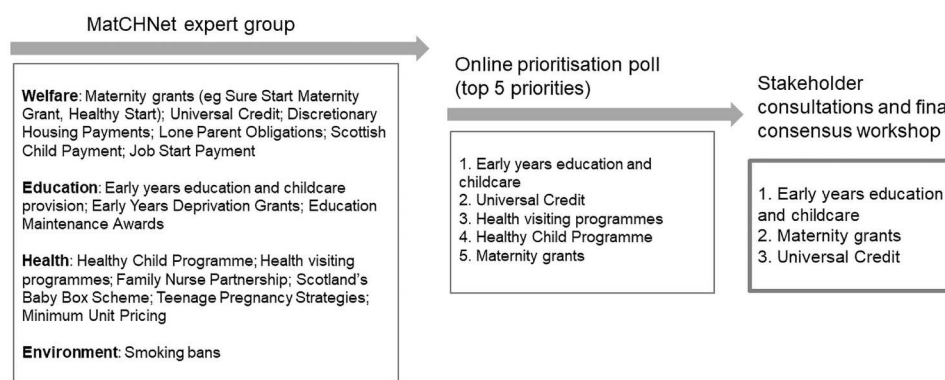 MatCHNet expert group
Welfare: Maternity grants (eg Sure Start Maternity
Grant, Healthy Start); Universal Credit; Discretionary
Housing Payments; Lone Parent Obligations; Scottish
Child Payment; Job Start Payment
Education: Early years education and childcare
provision; Early Years Deprivation Grants; Education
Maintenance Awards
Health: Healthy Child Programme; Health visiting
programmes; Family Nurse Partnership; Scotland's
Baby Box Scheme; Teenage Pregnancy Strategies;
Minimum Unit Pricing
Environment: Smoking bans
Online prioritisation poll
(top 5 priorities)
1. Early years education and
childcare
2. Universal Credit
3. Health visiting programmes
4. Healthy Child Programme
5. Maternity grants
Stakeholder
consultations and fina
consensus workshop
1. Early years education
and childcare
2. Maternity grants
3. Universal Credit